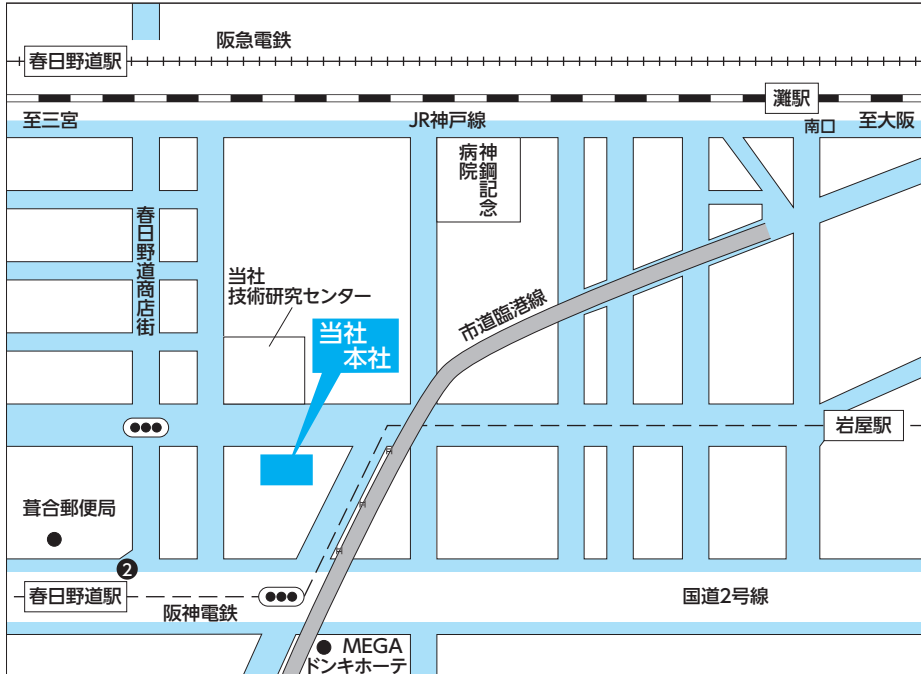 阪急電鉄
春日野道駅
灘駅
至三宮
JR神戸線
南口
至大阪
神鋼記念
病院
春日野道商店街
当社
技術研究センター
市道臨港線
当社
本社
岩屋駅
葺合郵便局
2
春日野道駅
阪神電鉄
国道2号線
MEGA
ドンキホーテ